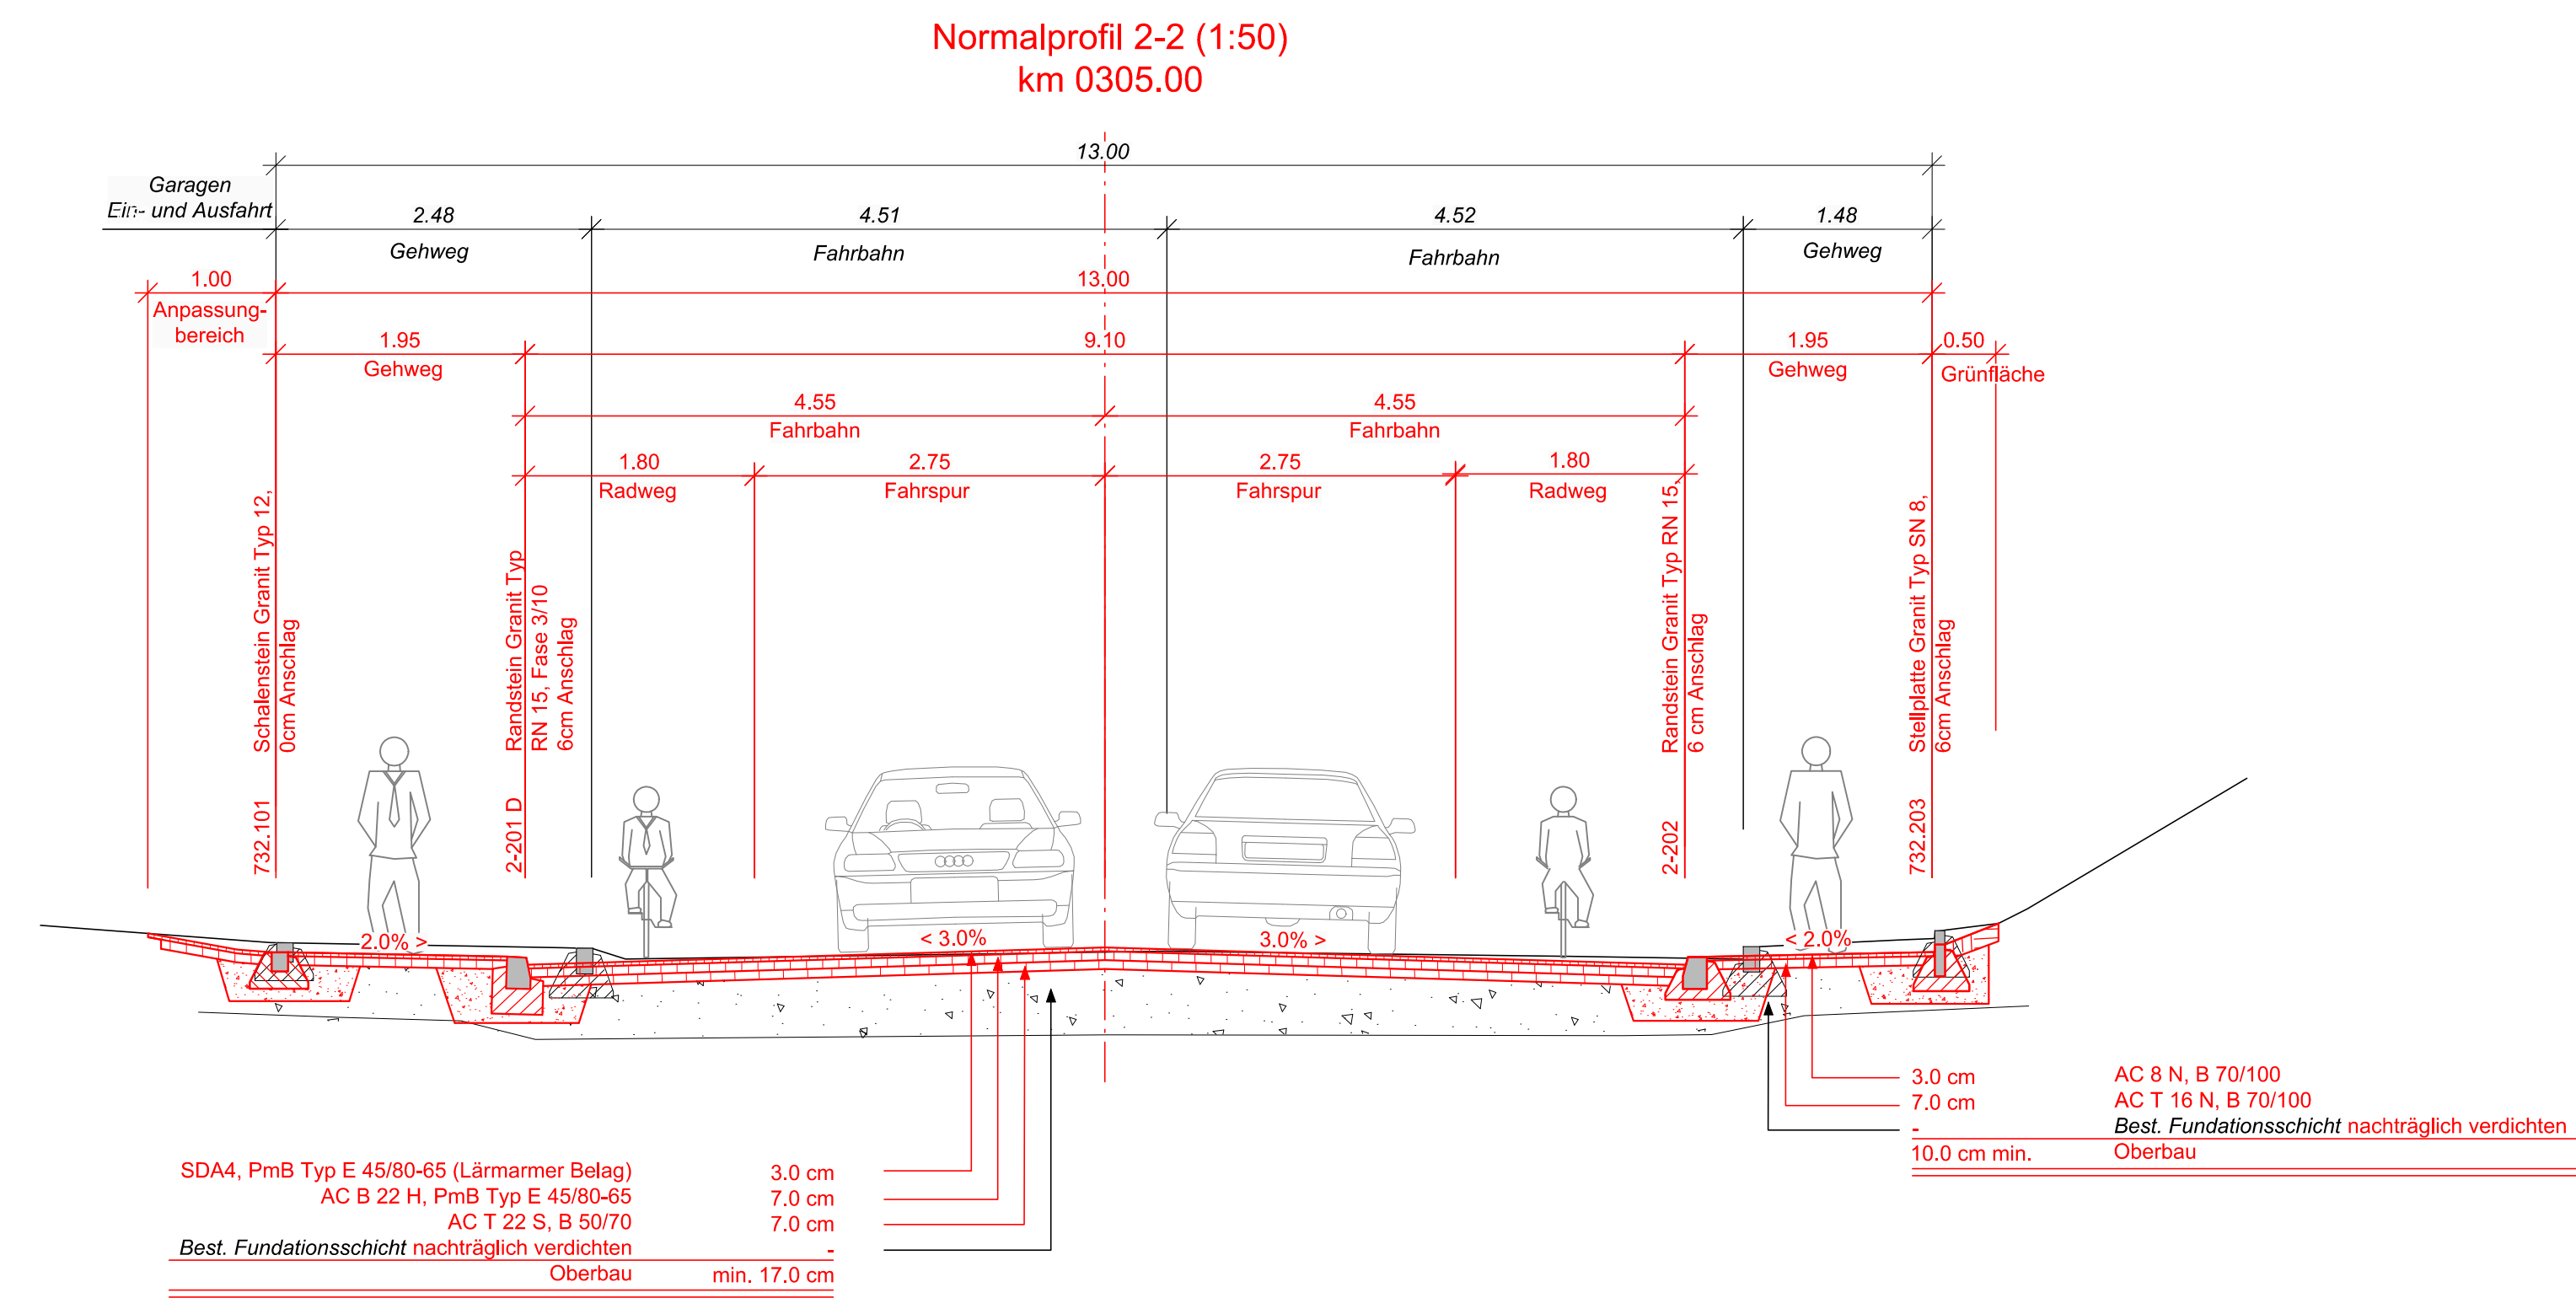 Normalprofil 2-2 (1:50)
km 0305.00
13.00
Garagen
Ein- und Ausfahrt
2.48
4.51
4.52
1.48
Gehweg
Fahrbahn
Fahrbahn
Gehweg
1.00
13.00
Anpassung-
bereich
1.95
9.10
1.95
0.50
Gehweg
Gehweg
Grünfläche
4.55
4.55
Fahrbahn
Fahrbahn
1.80
2.75
2.75
1.80
Radweg
Fahrspur
Fahrspur
Radweg
732.101 Schalenstein Granit Typ 12,
0cm Anschlag
2-201 D Randstein Granit Typ
RN 15, Fase 3/10
6cm Anschlag
2-202 Randstein Granit Typ RN 15,
6 cm Anschlag
732.203 Stellplatte Granit Typ SN 8,
6cm Anschlag
2.0% >
< 3.0%
3.0% >
< 2.0%
3.0 cm AC 8 N, B 70/100
7.0 cm AC T 16 N, B 70/100
- Best. Fundationsschicht nachträglich verdichten
10.0 cm min. Oberbau
SDA4, PmB Typ E 45/80-65 (Lärmarmer Belag) 3.0 cm
AC B 22 H, PmB Typ E 45/80-65 7.0 cm
AC T 22 S, B 50/70 7.0 cm
Best. Fundationsschicht nachträglich verdichten -
Oberbau min. 17.0 cm